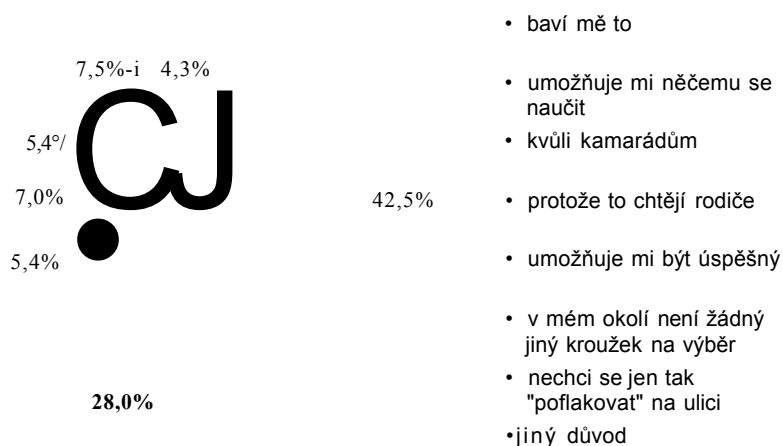 • baví mě to
7,5%-i 4,3%
• umožňuje mi něčemu se
naučit
5,4°/
CJ
• kvůli kamarádům
7,0%
42,5%
• protože to chtějí rodiče
5,4%
• umožňuje mi být úspěšný
• v mém okolí není žádný
jiný kroužek na výběr
28,0%
• nechci se jen tak
"poflakovat" na ulici
•jiný důvod